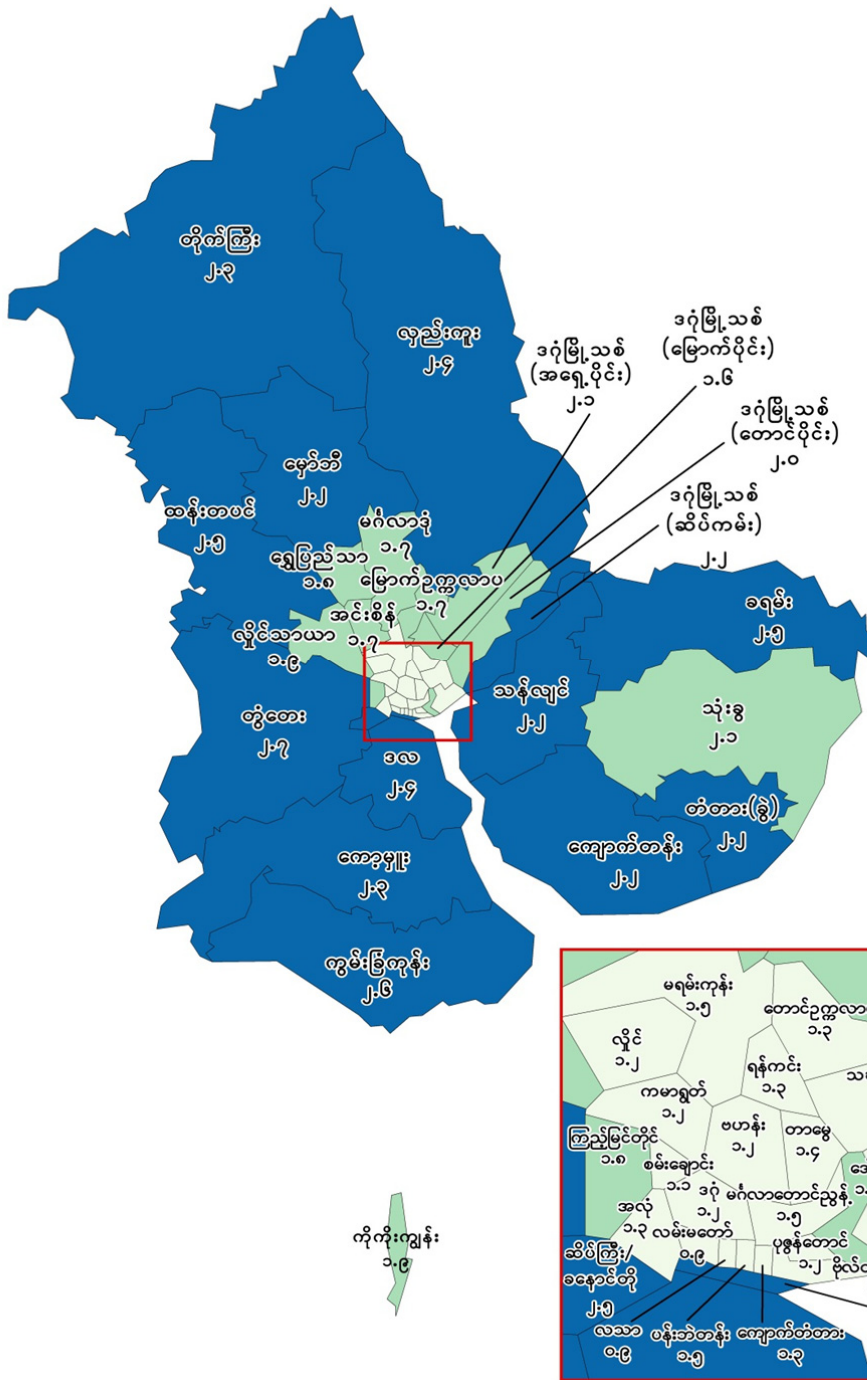 တိုက်ကြီး
၂.၃
လှည်းကူး
၂.၄
ဒဂုံမြို့သစ်
(အရှေ့ပိုင်း)
၂.၁
ဒဂုံမြို့သစ်
(မြောက်ပိုင်း)
၁.၆
ဒဂုံမြို့သစ်
(တောင်ပိုင်း)
၂.၀
ဒဂုံမြို့သစ်
(ဆိပ်ကမ်း)
၂.၂
မှော်ဘီ
၂.၂
ထန်းတပင်
၂.၅
မင်္ဂလာဒုံ
၁.၇
ရွှေပြည်သာ
၁.၈
မြောက်ဥက္ကလာပ
၁.၇
အင်းစိန်
၁.၇
လှိုင်သာယာ
၁.၉
ခရမ်း
၂.၅
သန်လျင်
၂.၂
သုံးခွ
၂.၁
တွံတေး
၂.၇
ဒလ
၂.၄
တံတား(ခွဲ)
၂.၂
ကျောက်တန်း
၂.၂
ကော့မှူး
၂.၃
ကွမ်းခြံကုန်း
၂.၆
ကိုကိုးကျွန်း
၁.၉
မရမ်းကုန်း
၁.၅
တောင်ဥက္ကလာ
၁.၃
လှိုင်
၁.၂
ရန်ကင်း
၁.၃
ကမာရွတ်
၁.၂
ဗဟန်း
၁.၂
တာမွေ
၁.၄
ကြည့်မြင်တိုင်
၁.၈
စမ်းချောင်း
၁.၁
ဒဂုံ
၁.၂
မင်္ဂလာတောင်ညွန့်
၁.၅
အလုံ
၁.၃
လမ်းမတော်
၀.၉
ပုဇွန်တောင်
၁.၂
ဆိပ်ကြီး/
ခနောင်တို
၂.၅
လသာ
၀.၉
ပန်းဘဲတန်း
၁.၅
ကျောက်တံတား
၁.၃